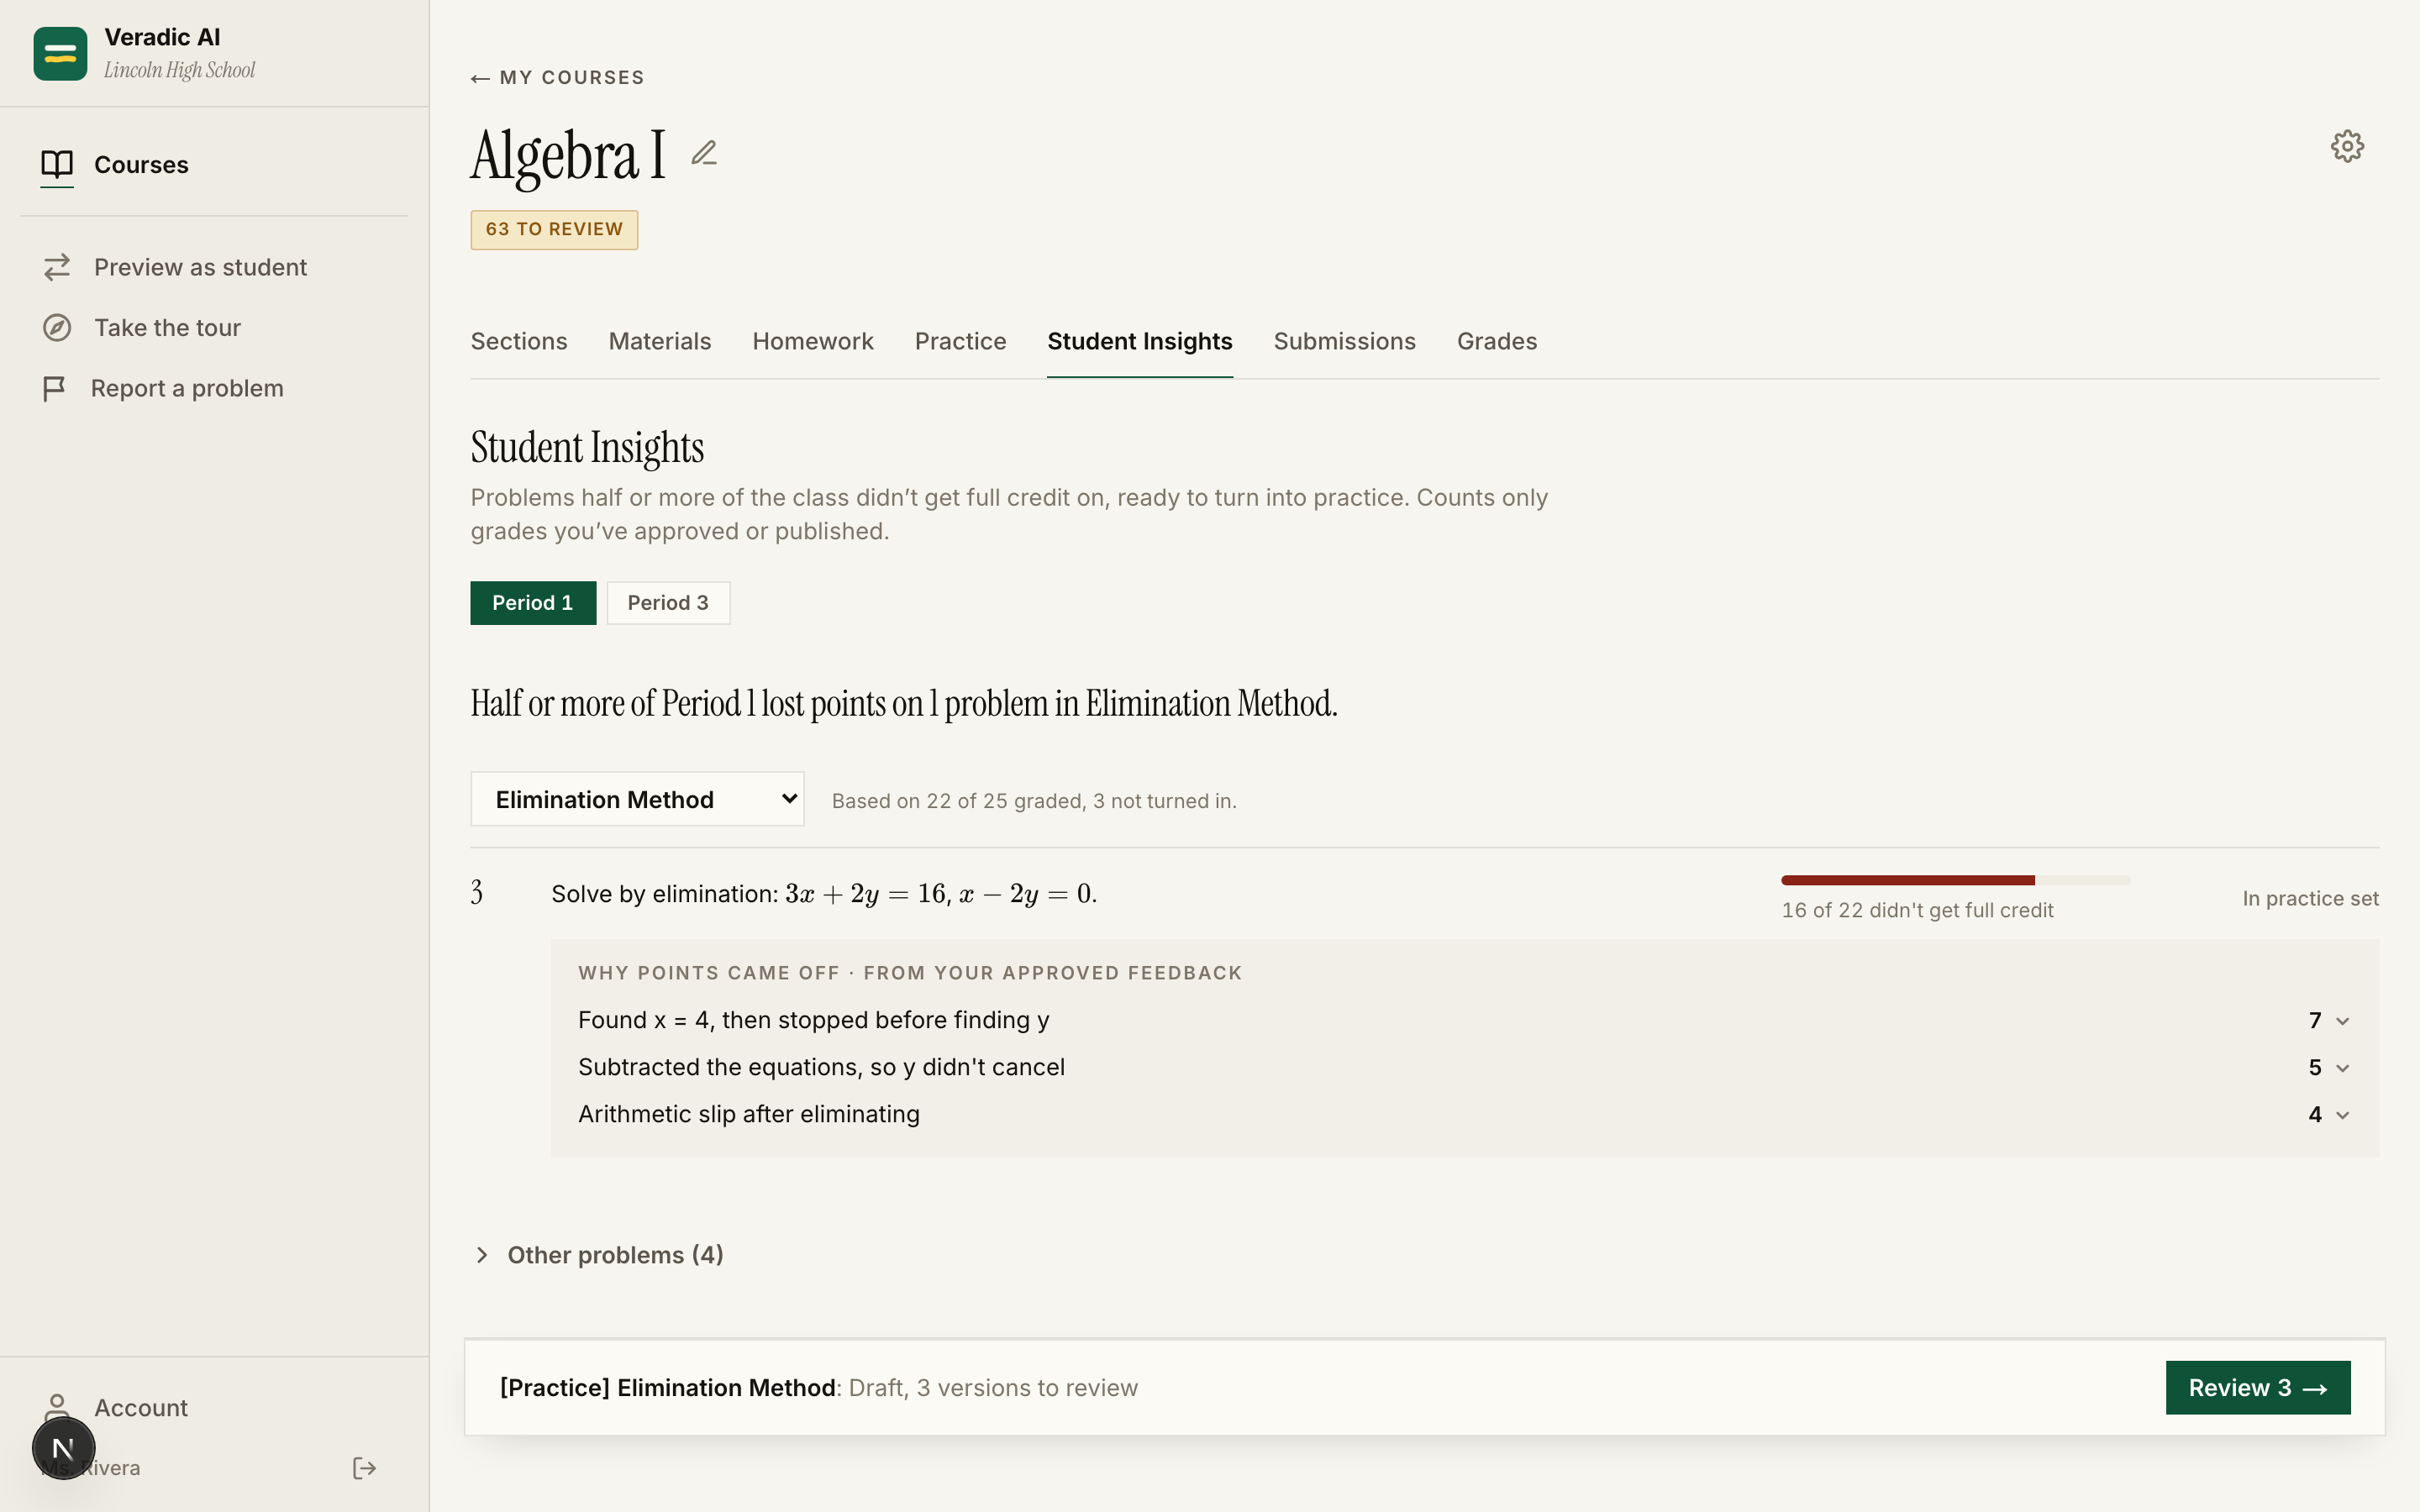 Veradic AI
Lincoln High School
Courses
Preview as student
Take the tour
Report a problem
Account
N
Rivera
← MY COURSES
Algebra I
63 TO REVIEW
Sections Materials Homework Practice Student Insights Submissions Grades
Student Insights
Problems half or more of the class didn’t get full credit on, ready to turn into practice. Counts only
grades you’ve approved or published.
Period 1 Period 3
Half or more of Period 1 lost points on 1 problem in Elimination Method.
Elimination Method Based on 22 of 25 graded, 3 not turned in.
3 Solve by elimination: 3x + 2y = 16, x − 2y = 0.
16 of 22 didn't get full credit
In practice set
WHY POINTS CAME OFF · FROM YOUR APPROVED FEEDBACK
Found x = 4, then stopped before finding y 7
Subtracted the equations, so y didn't cancel 5
Arithmetic slip after eliminating 4
Other problems (4)
[Practice] Elimination Method: Draft, 3 versions to review Review 3 →